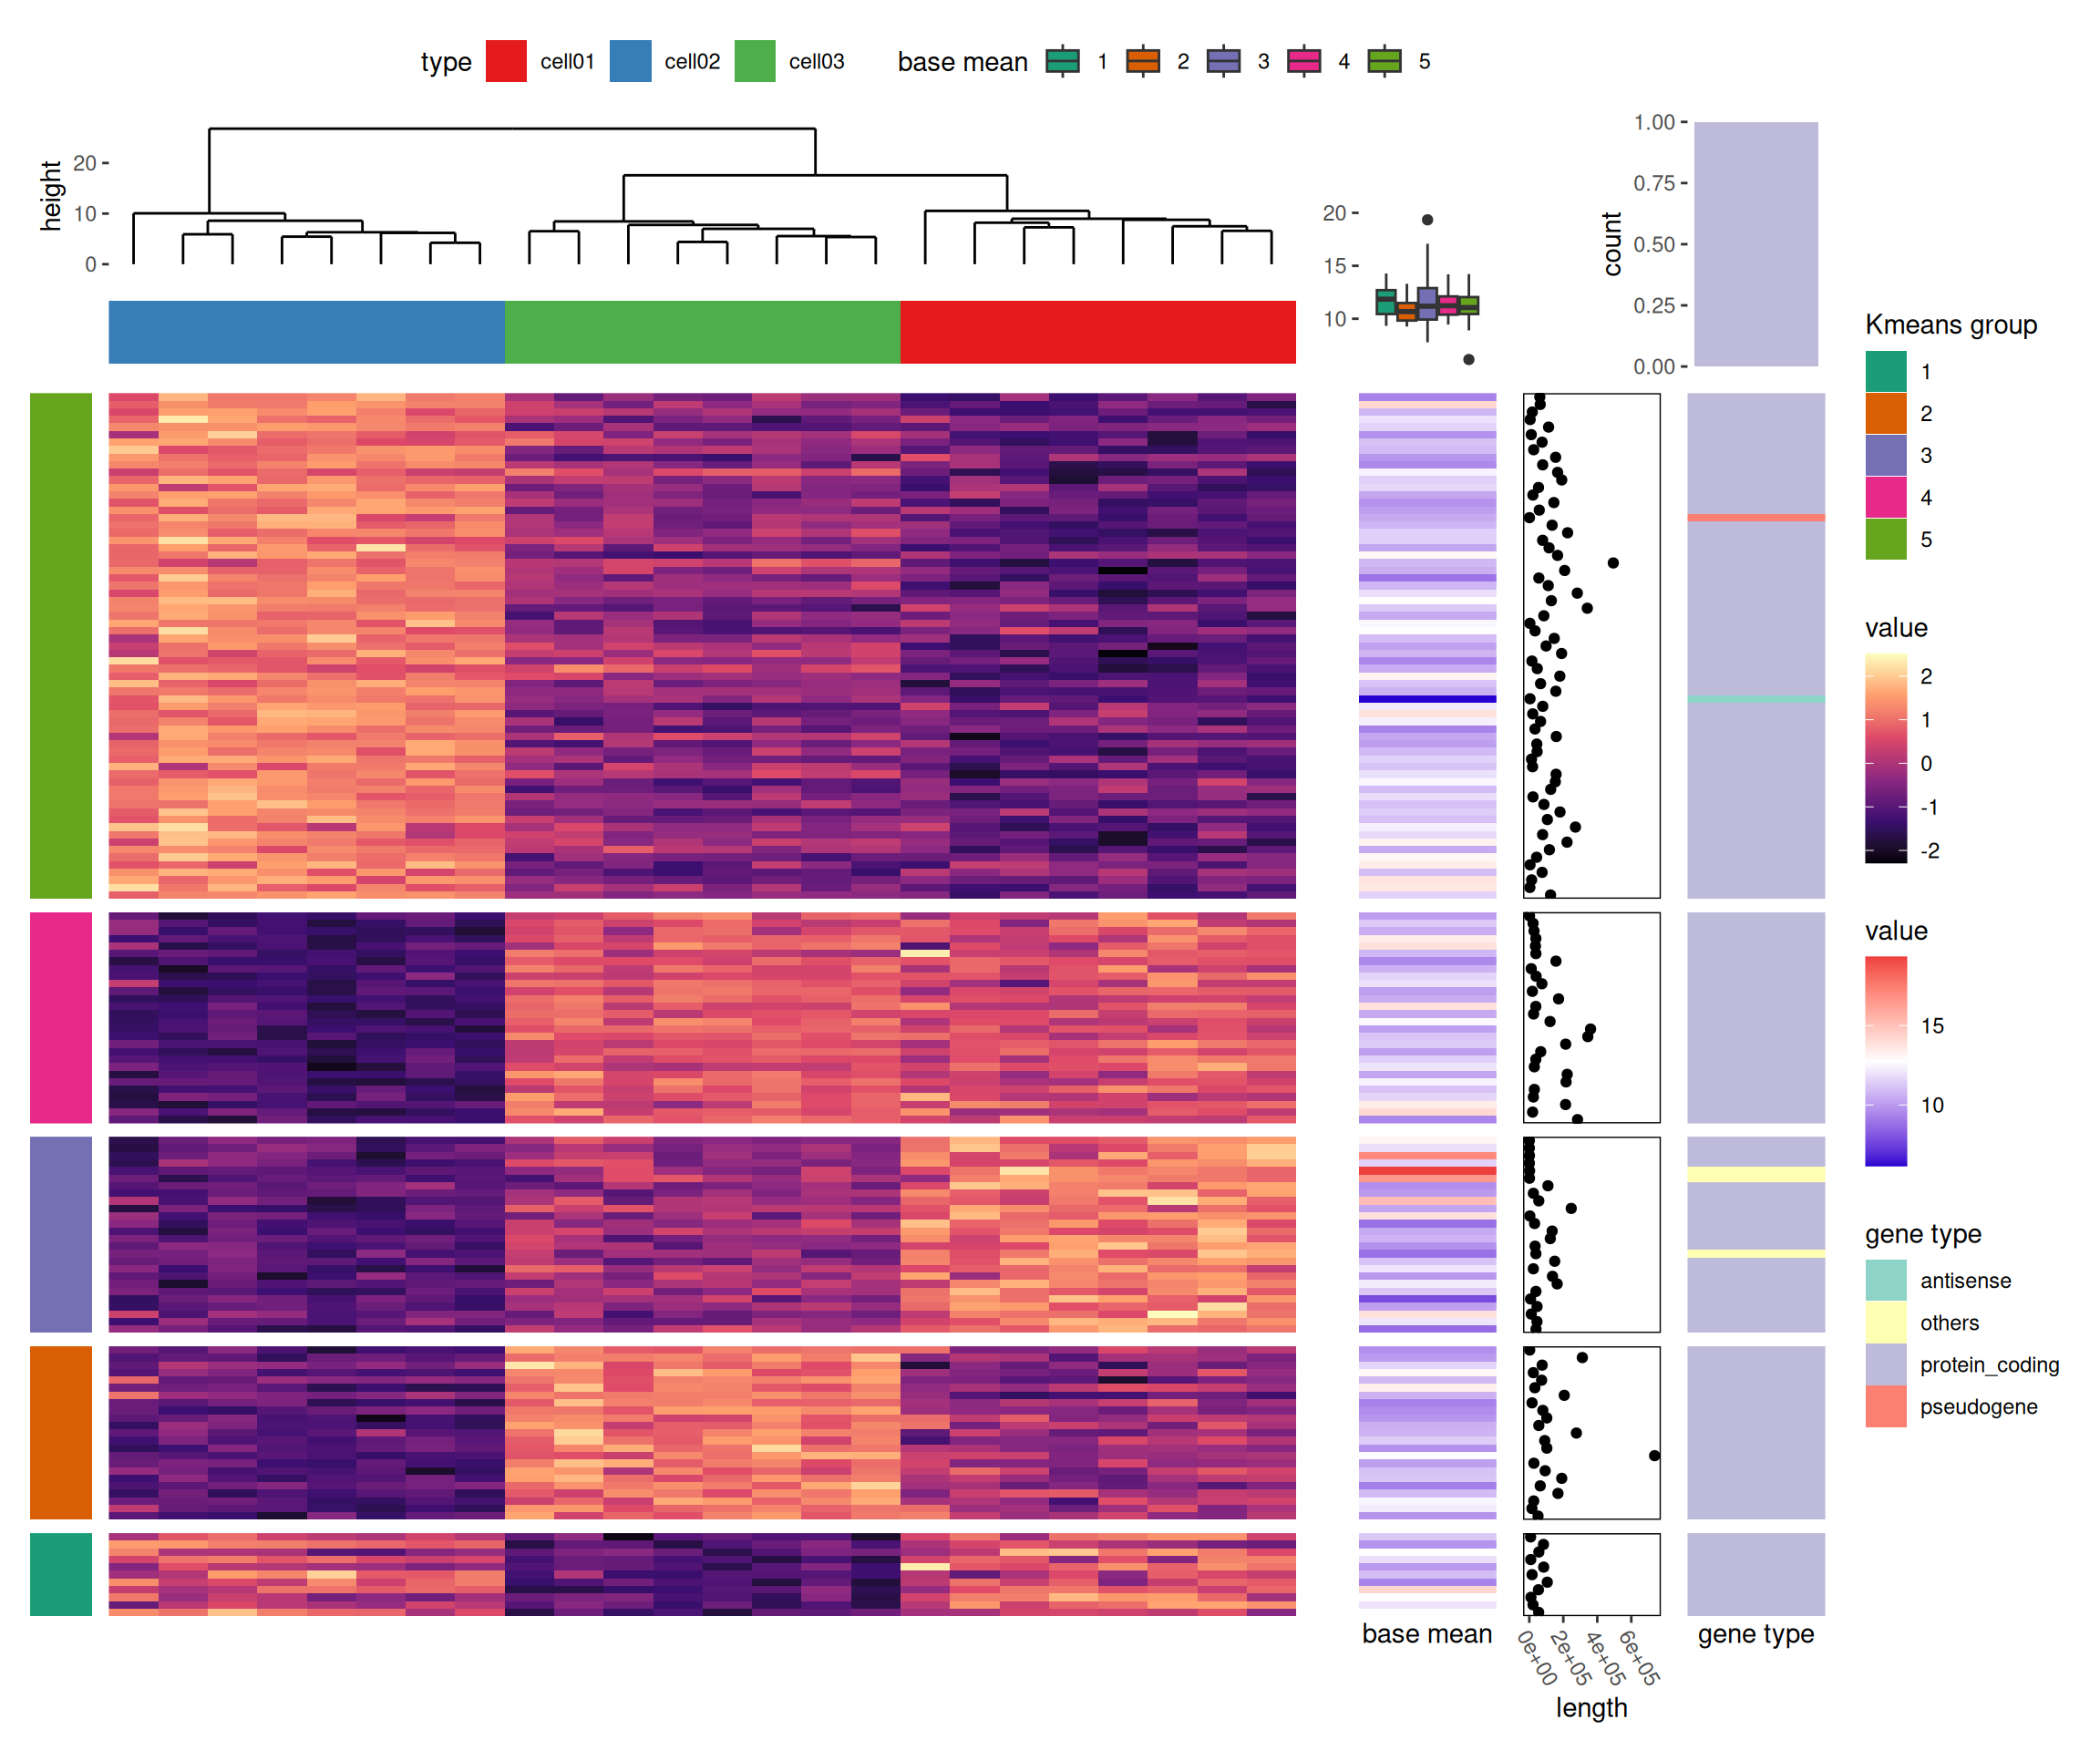 type cell01 cell02 cell03 base mean 1 2 3 4 5
height
20
10
0
20
15
10
count
1.00
0.75
0.50
0.25
0.00
Kmeans group
1
2
3
4
5
value
2
1
0
-1
-2
value
15
10
gene type
antisense
others
protein_coding
pseudogene
base mean
0e+00 2e+05 4e+05 6e+05
length
gene type